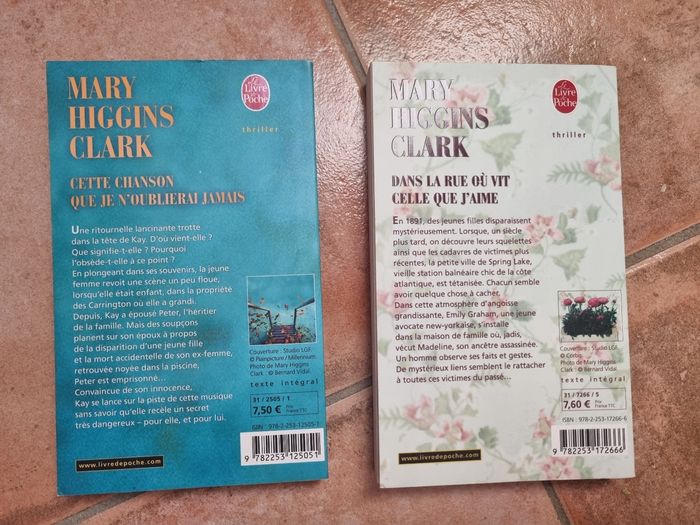 MARY
HIGGINS
CLARK
Le
Livre
de
Poche
thriller
CETTE CHANSON
QUE JE N'OUBLIERAI JAMAIS
Une ritournelle lancinante trotte
dans la tête de Kay. D'où vient-elle ?
Que signifie-t-elle ? Pourquoi
l'obsède-t-elle à ce point ?
En plongeant dans ses souvenirs, la jeune
femme revoit une scène un peu floue,
lorsqu'elle était enfant, dans la propriété
des Carrington où elle a grandi.
Depuis, Kay a épousé Peter, l'héritier
de la famille. Mais des soupçons
planent sur son époux à propos
de la disparition d'une jeune fille
et la mort accidentelle de son ex-femme,
retrouvée noyée dans la piscine,
Peter est emprisonné...
Convaincue de son innocence,
Kay se lance sur la piste de cette musique
sans savoir qu'elle recèle un secret
très dangereux – pour elle, et pour lui.
Couverture : Studio LGF.
© Plainpicture / Millennium.
Photo de Mary Higgins
Clark : © Bernard Vidal.
texte intégral
31 / 2505 / 1
7,50 € Prix
France TTC
ISBN : 978-2-253-12505-1
9 782253 125051
www.livredepoche.com
MARY
HIGGINS
CLARK
Le
Livre
de
Poche
thriller
DANS LA RUE OÙ VIT
CELLE QUE J'AIME
En 1891, des jeunes filles disparaissent
mystérieusement. Lorsque, un siècle
plus tard, on découvre leurs squelettes
ainsi que les cadavres de victimes plus
récentes, la petite ville de Spring Lake,
vieille station balnéaire chic de la côte
atlantique, est tétanisée. Chacun semble
avoir quelque chose à cacher.
Dans cette atmosphère d'angoisse
grandissante, Emily Graham, une jeune
avocate new-yorkaise, s'installe
dans la maison de famille où, jadis,
vécut Madeline, son ancêtre assassinée.
Un homme observe ses faits et gestes.
De mystérieux liens semblent le rattacher
à toutes ces victimes du passé...
Couverture : Studio LGF.
© Corbis.
Photo de Mary Higgins
Clark : © Bernard Vidal.
texte intégral
31 / 7266 / 5
7,60 € Prix
France TTC
ISBN : 978-2-253-17266-6
9 782253 172666
www.livredepoche.com